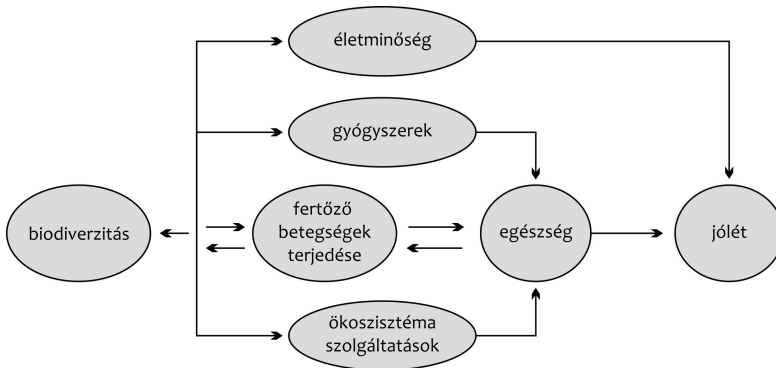 életminőség
gyógyszerek
biodiverzitás
fertőző
betegségek
terjedése
egészség
jólét
ökoszisztéma
szolgáltatások